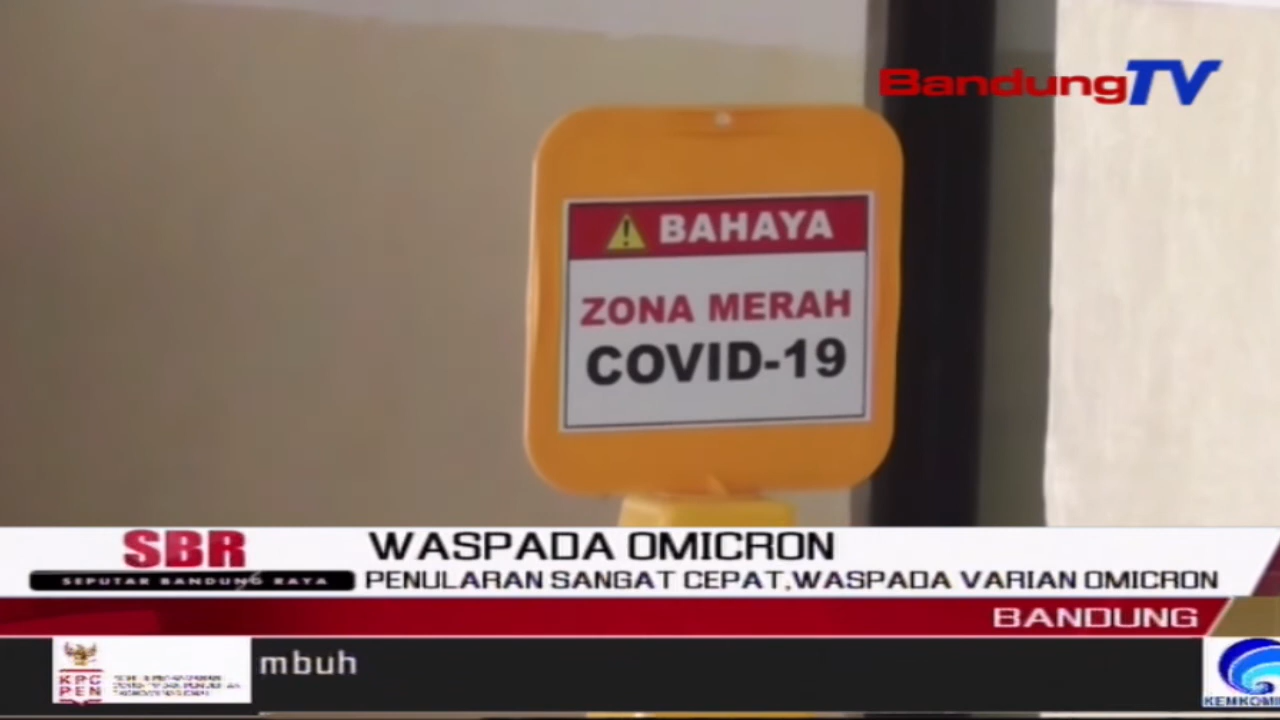 BandungTV
BAHAYA
ZONA MERAH
COVID-19
SBR
SEPUTAR BANDUNG RAYA
WASPADA OMICRON
PENULARAN SANGAT CEPAT,WASPADA VARIAN OMICRON
BANDUNG
mbuh
KPC
PEN